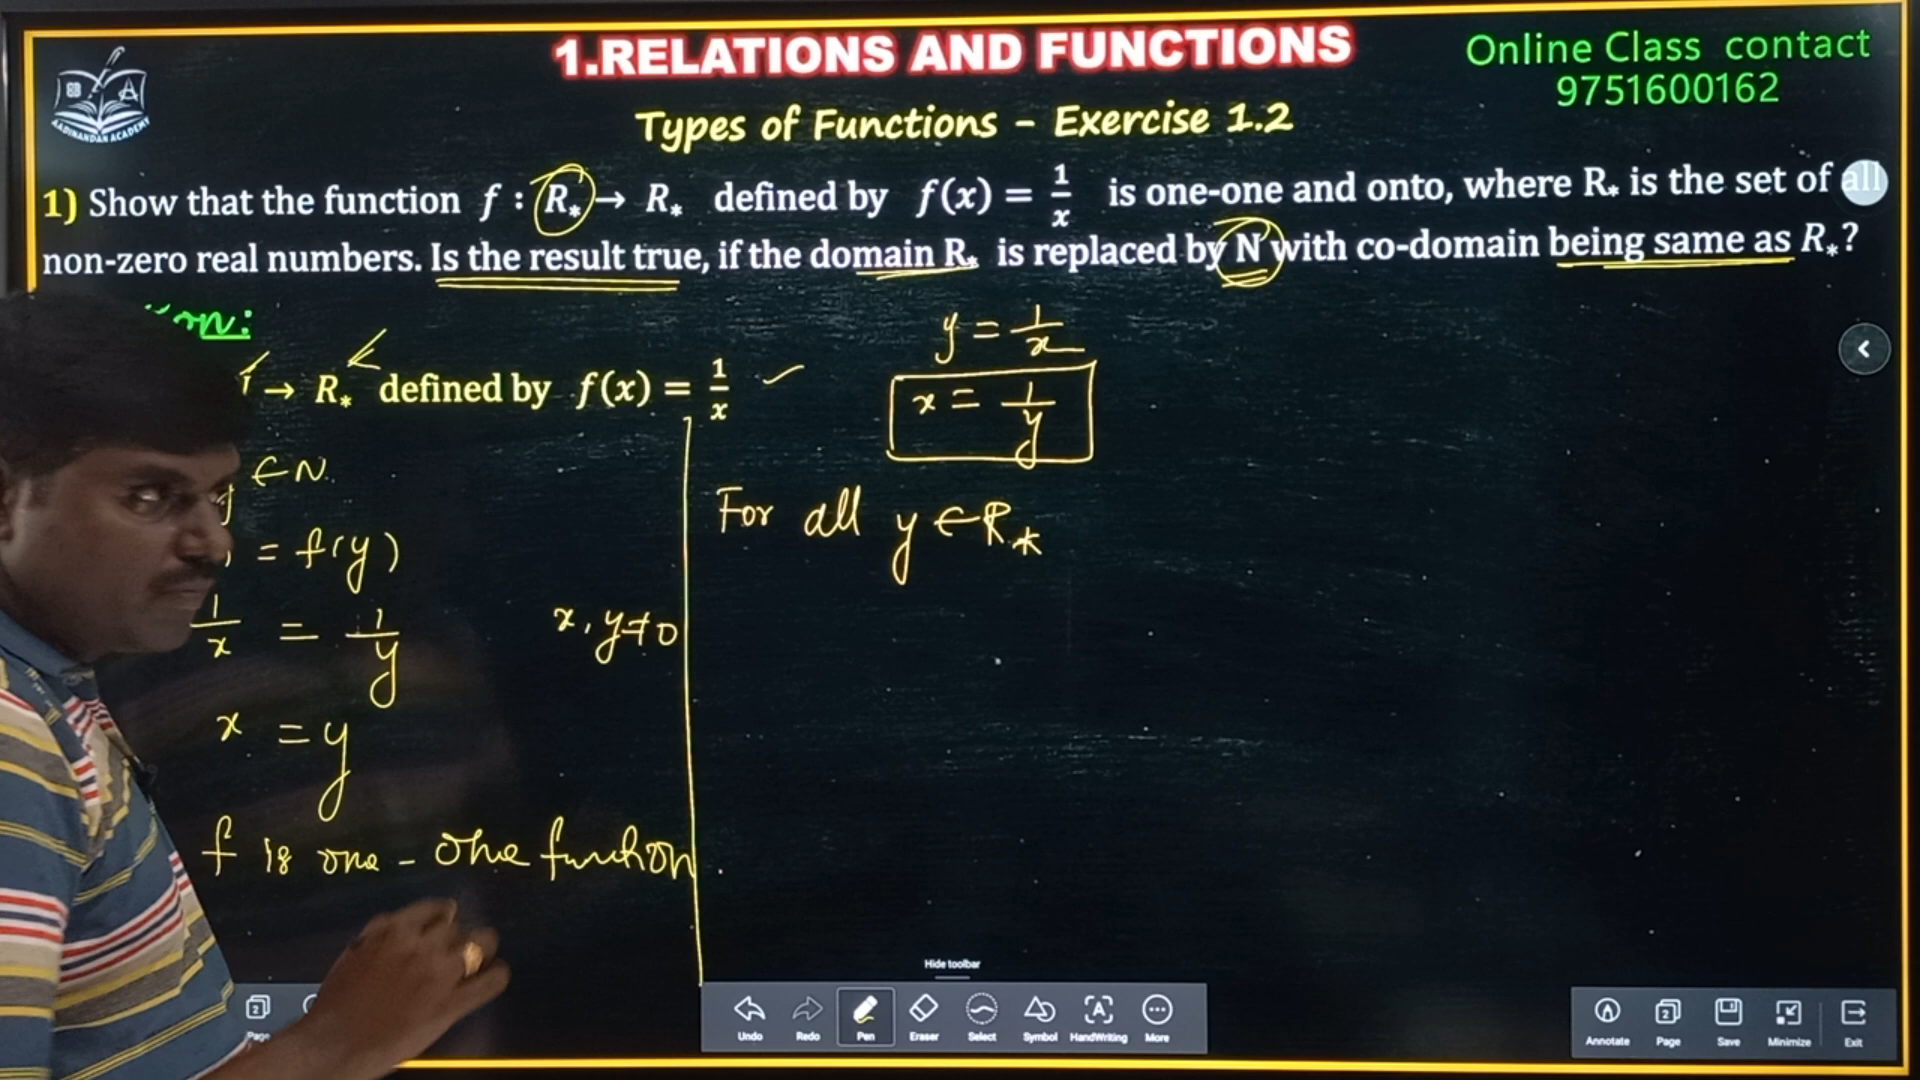 1.RELATIONS AND FUNCTIONS
Online Class contact
9751600162
AADINANDAN ACADEMY
Types of Functions - Exercise 1.2
1) Show that the function f : R* → R* defined by f(x) = 1/x is one-one and onto, where R* is the set of all
non-zero real numbers. Is the result true, if the domain R* is replaced by N with co-domain being same as R*?
on:
→ R* defined by f(x) = 1/x ✓
y = 1/x
x = 1/y
y ∈ N
For all y ∈ R*
= f(y)
1/x = 1/y
x, y ≠ 0
x = y
f is one - one function.
Hide toolbar
Page
Undo
Redo
Pen
Eraser
Select
Symbol
HandWriting
More
Annotate
Page
Save
Minimize
Exit